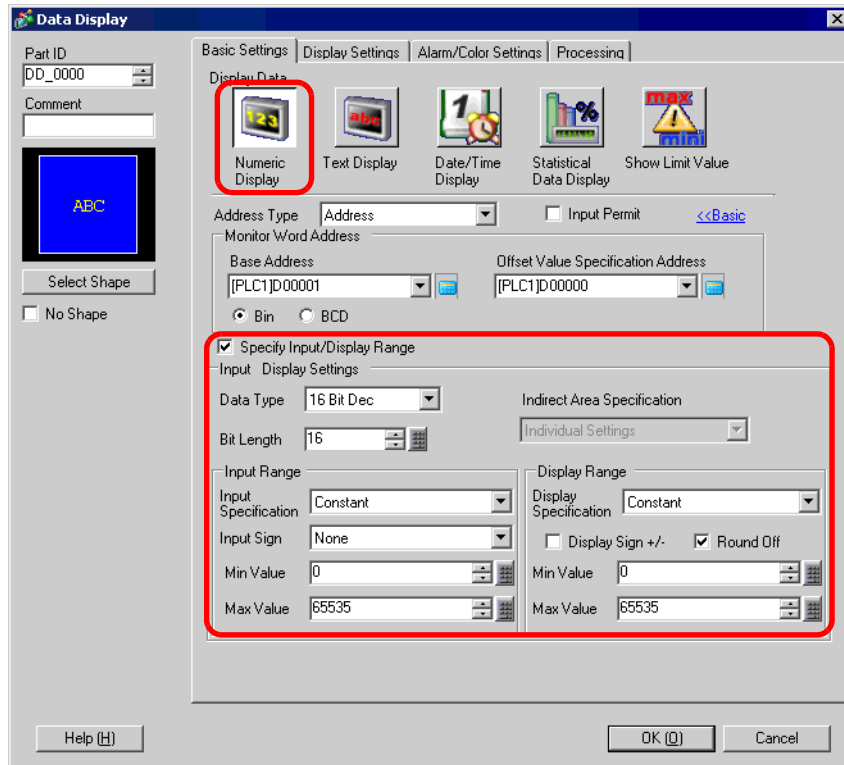 Data Display
Part ID
DD_0000
Comment
ABC
Select Shape
No Shape
Basic Settings Display Settings Alarm/Color Settings Processing
Display Data
123 abc 1 % max mini
Numeric Display
Text Display
Date/Time Display
Statistical Data Display
Show Limit Value
Address Type Address Input Permit <<Basic
Monitor Word Address
Base Address Offset Value Specification Address
[PLC1]D00001 [PLC1]D00000
Bin BCD
Specify Input/Display Range
Input Display Settings
Data Type 16 Bit Dec Indirect Area Specification
Bit Length 16 Individual Settings
Input Range
Input Specification Constant
Input Sign None
Min Value 0
Max Value 65535
Display Range
Display Specification Constant
Display Sign +/- Round Off
Min Value 0
Max Value 65535
Help (H) OK (O) Cancel